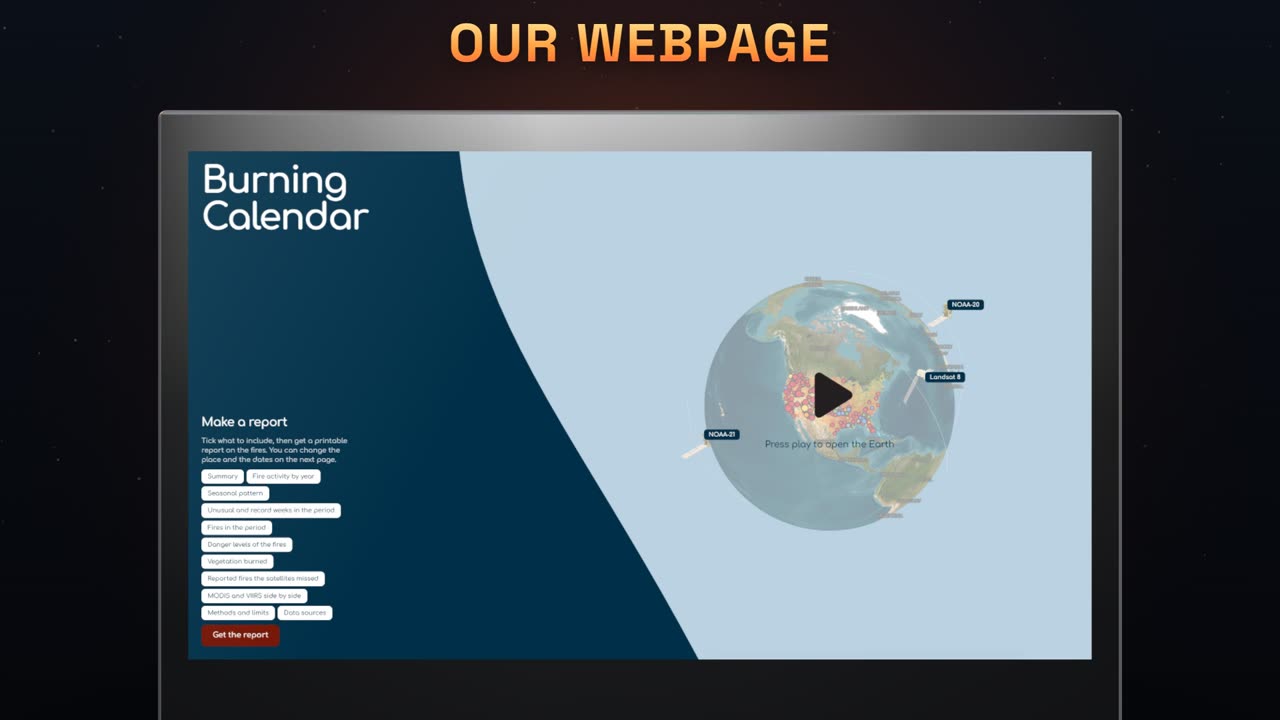 OUR WEBPAGE
Burning
Calendar
NOAA-20
Landsat 8
NOAA-21
Press play to open the Earth
Make a report
Tick what to include, then get a printable
report on the fires. You can change the
place and the dates on the next page.
Summary
Fire activity by year
Seasonal pattern
Unusual and record weeks in the period
Fires in the period
Danger levels of the fires
Vegetation burned
Reported fires the satellites missed
MODIS and VIIRS side by side
Methods and limits
Data sources
Get the report